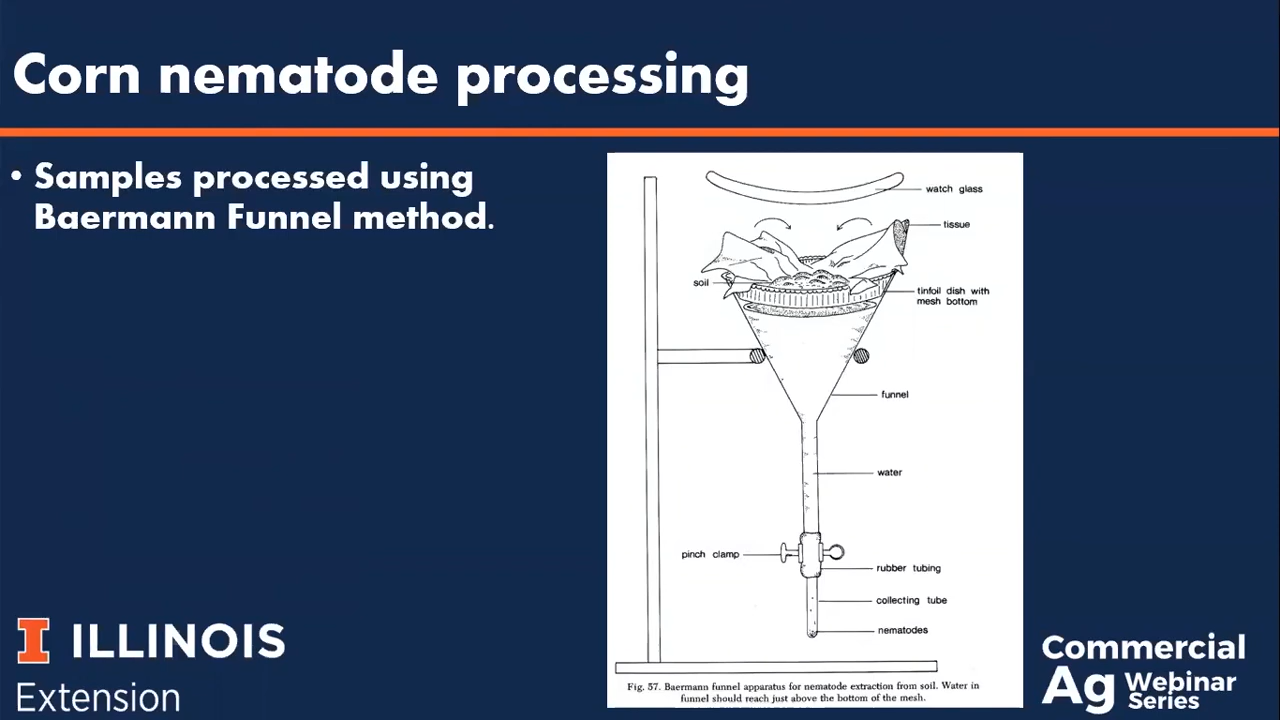 Corn nematode processing
• Samples processed using
Baermann Funnel method.
watch glass
tissue
soil
tinfoil dish with
mesh bottom
funnel
water
pinch clamp
rubber tubing
collecting tube
nematodes
Fig. 57. Baermann funnel apparatus for nematode extraction from soil. Water in
funnel should reach just above the bottom of the mesh.
I ILLINOIS
Extension
Commercial
Ag Webinar
Series